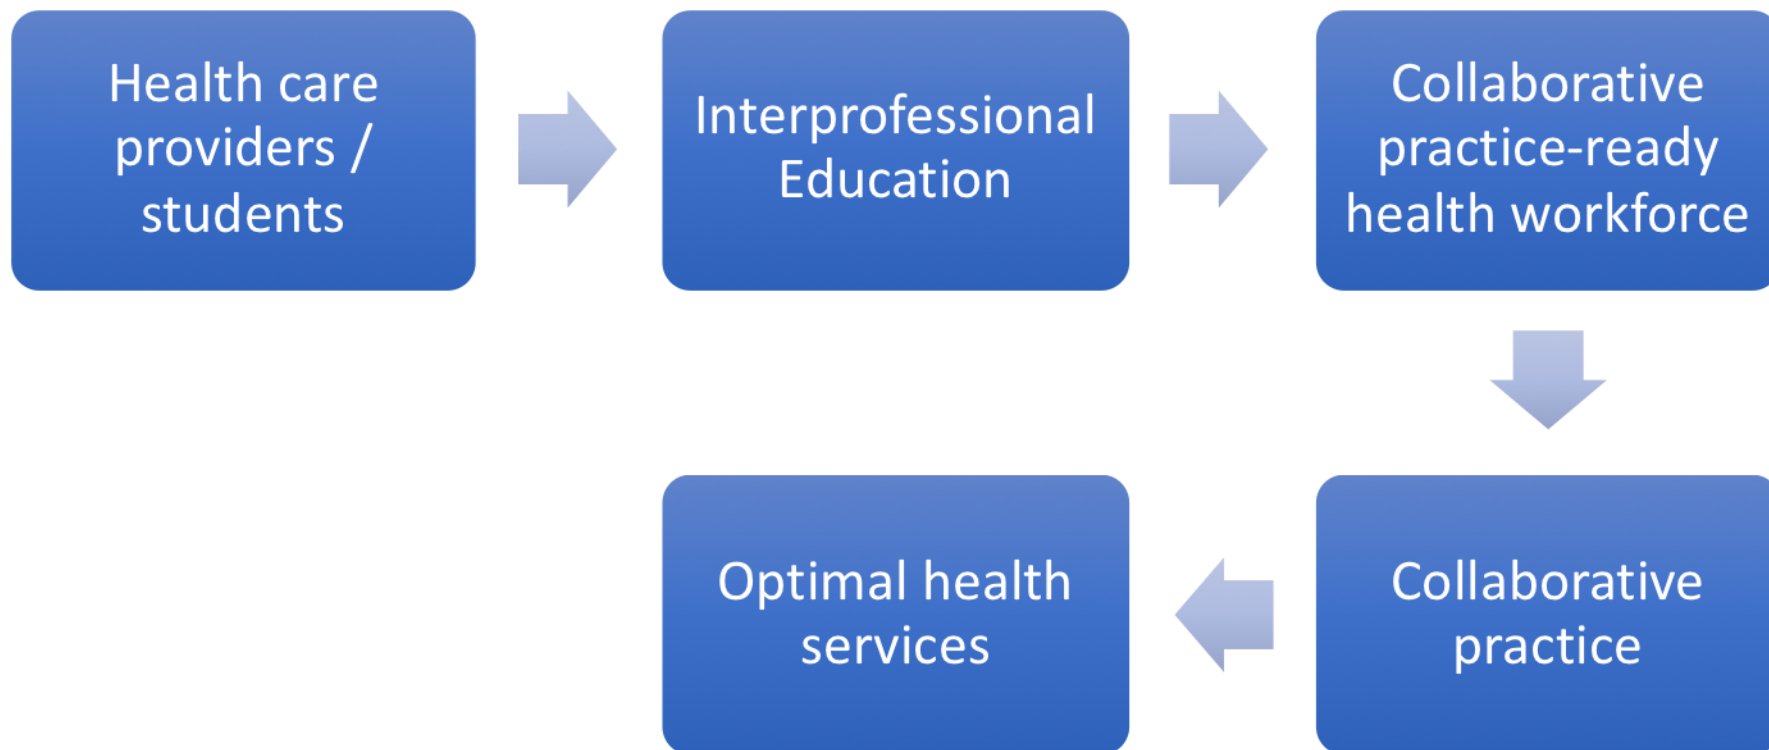 Health care
providers /
students
Interprofessional
Education
Collaborative
practice-ready
health workforce
Collaborative
practice
Optimal health
services